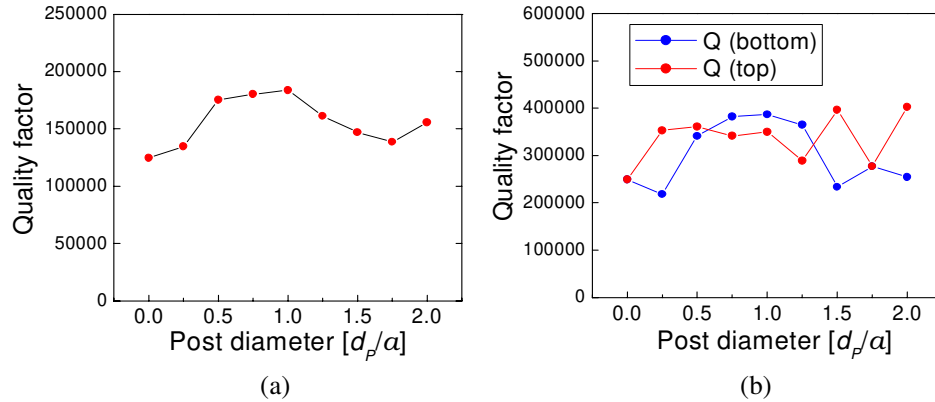 250000
200000
150000
100000
50000
0
Quality factor
0.0 0.5 1.0 1.5 2.0
Post diameter [d_P/a]
(a)
600000
500000
400000
300000
200000
100000
0
Quality factor
Q (bottom)
Q (top)
0.0 0.5 1.0 1.5 2.0
Post diameter [d_P/a]
(b)